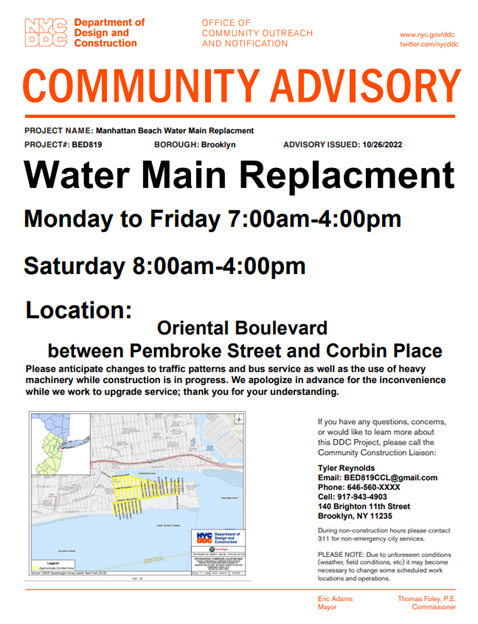 NYC
DDC
Department of
Design and
Construction
OFFICE OF
COMMUNITY OUTREACH
AND NOTIFICATION
www.nyc.gov/ddc
twitter.com/nycddc
COMMUNITY ADVISORY
PROJECT NAME: Manhattan Beach Water Main Replacment
PROJECT#: BED819 BOROUGH: Brooklyn ADVISORY ISSUED: 10/26/2022
Water Main Replacment
Monday to Friday 7:00am-4:00pm
Saturday 8:00am-4:00pm
Location:
Oriental Boulevard
between Pembroke Street and Corbin Place
Please anticipate changes to traffic patterns and bus service as well as the use of heavy
machinery while construction is in progress. We apologize in advance for the inconvenience
while we work to upgrade service; thank you for your understanding.
NYC
DDC
Department of
Design and
Construction
Legend
If you have any questions, concerns,
or would like to learn more about
this DDC Project, please call the
Community Construction Liaison:
Tyler Reynolds
Email: BED819CCL@gmail.com
Phone: 646-560-XXXX
Cell: 917-943-4903
140 Brighton 11th Street
Brooklyn, NY 11235
During non-construction hours please contact
311 for non-emergency city services.
PLEASE NOTE: Due to unforeseen conditions
(weather, field conditions, etc) it may become
necessary to change some scheduled work
locations and operations.
Eric Adams
Mayor
Thomas Foley, P.E.
Commissioner